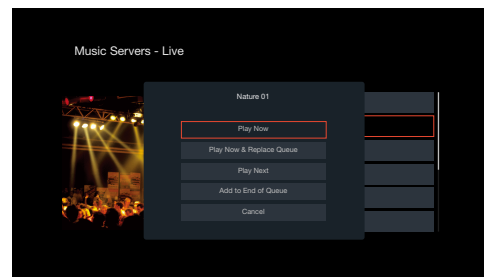 Music Servers - Live
Nature 01
Play Now
Play Now & Replace Queue
Play Next
Add to End of Queue
Cancel